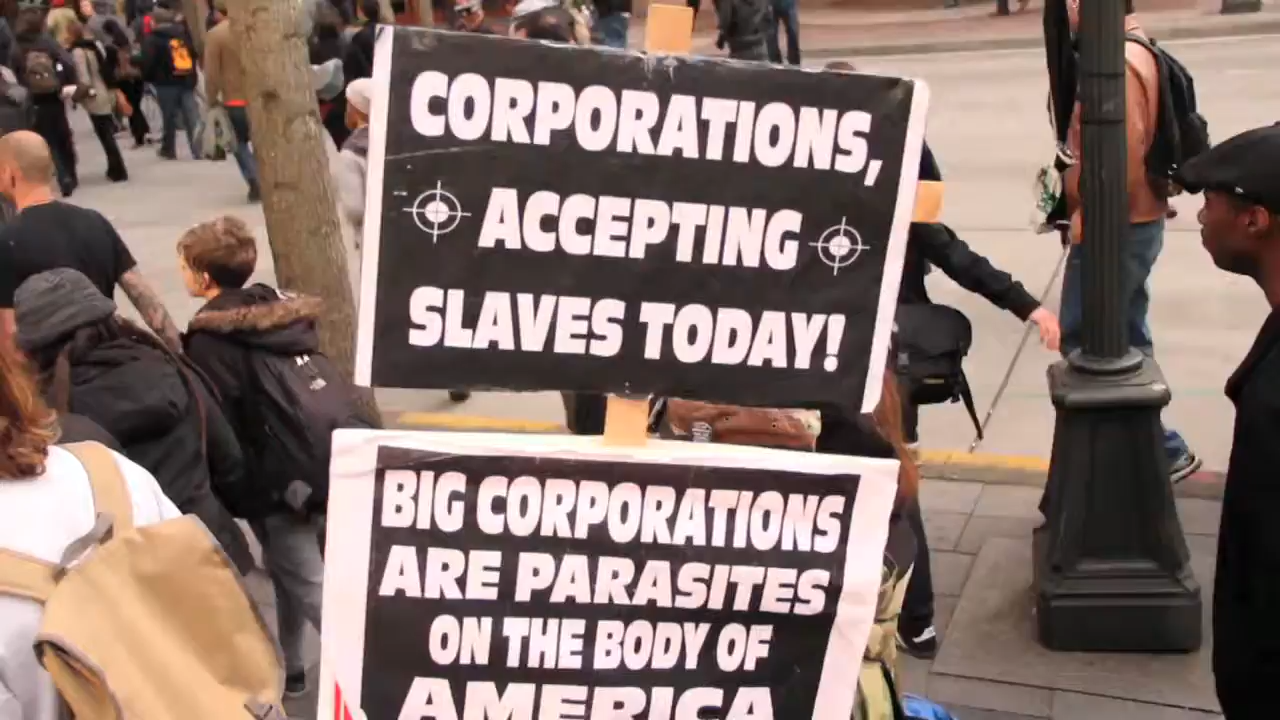 CORPORATIONS,
ACCEPTING
SLAVES TODAY!
BIG CORPORATIONS
ARE PARASITES
ON THE BODY OF
AMERICA